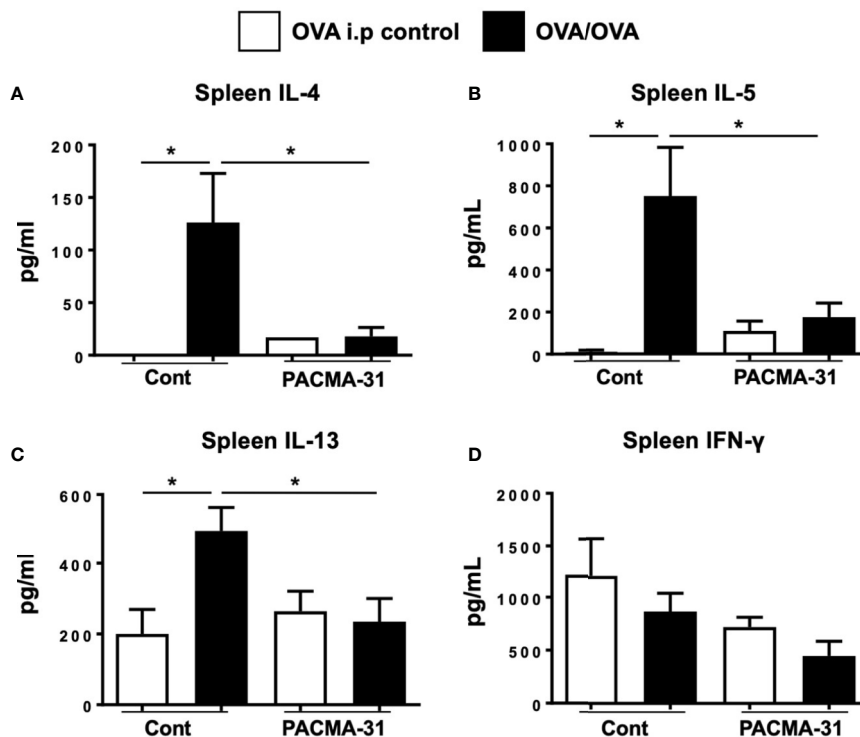 OVA i.p control OVA/OVA
A Spleen IL-4
200
150
100
50
0
pg/ml
* *
Cont PACMA-31
B Spleen IL-5
1000
800
600
400
200
0
pg/mL
* *
Cont PACMA-31
C Spleen IL-13
600
400
200
0
pg/ml
* *
Cont PACMA-31
D Spleen IFN-γ
2000
1500
1000
500
0
pg/mL
Cont PACMA-31